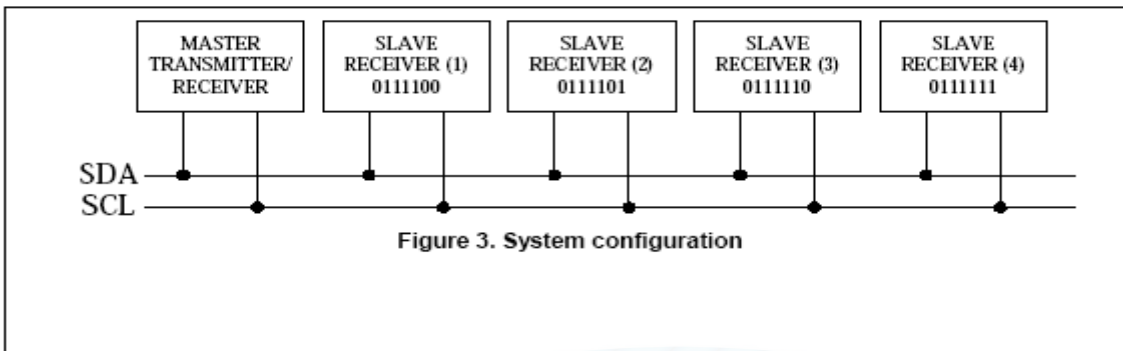 MASTER
TRANSMITTER/
RECEIVER
SLAVE
RECEIVER (1)
0111100
SLAVE
RECEIVER (2)
0111101
SLAVE
RECEIVER (3)
0111110
SLAVE
RECEIVER (4)
0111111
SDA
SCL
Figure 3. System configuration